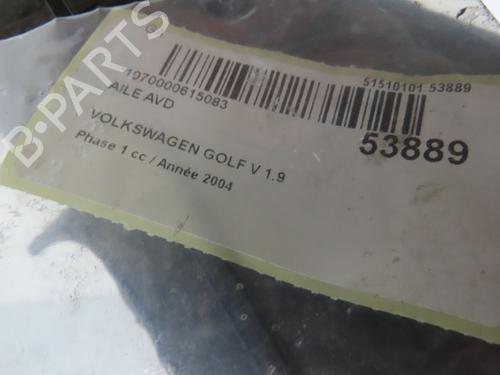 1070000615083
51510101 53889
AILE AVD
53889
VOLKSWAGEN GOLF V 1.9
Phase 1 cc / Année 2004
B-PARTS